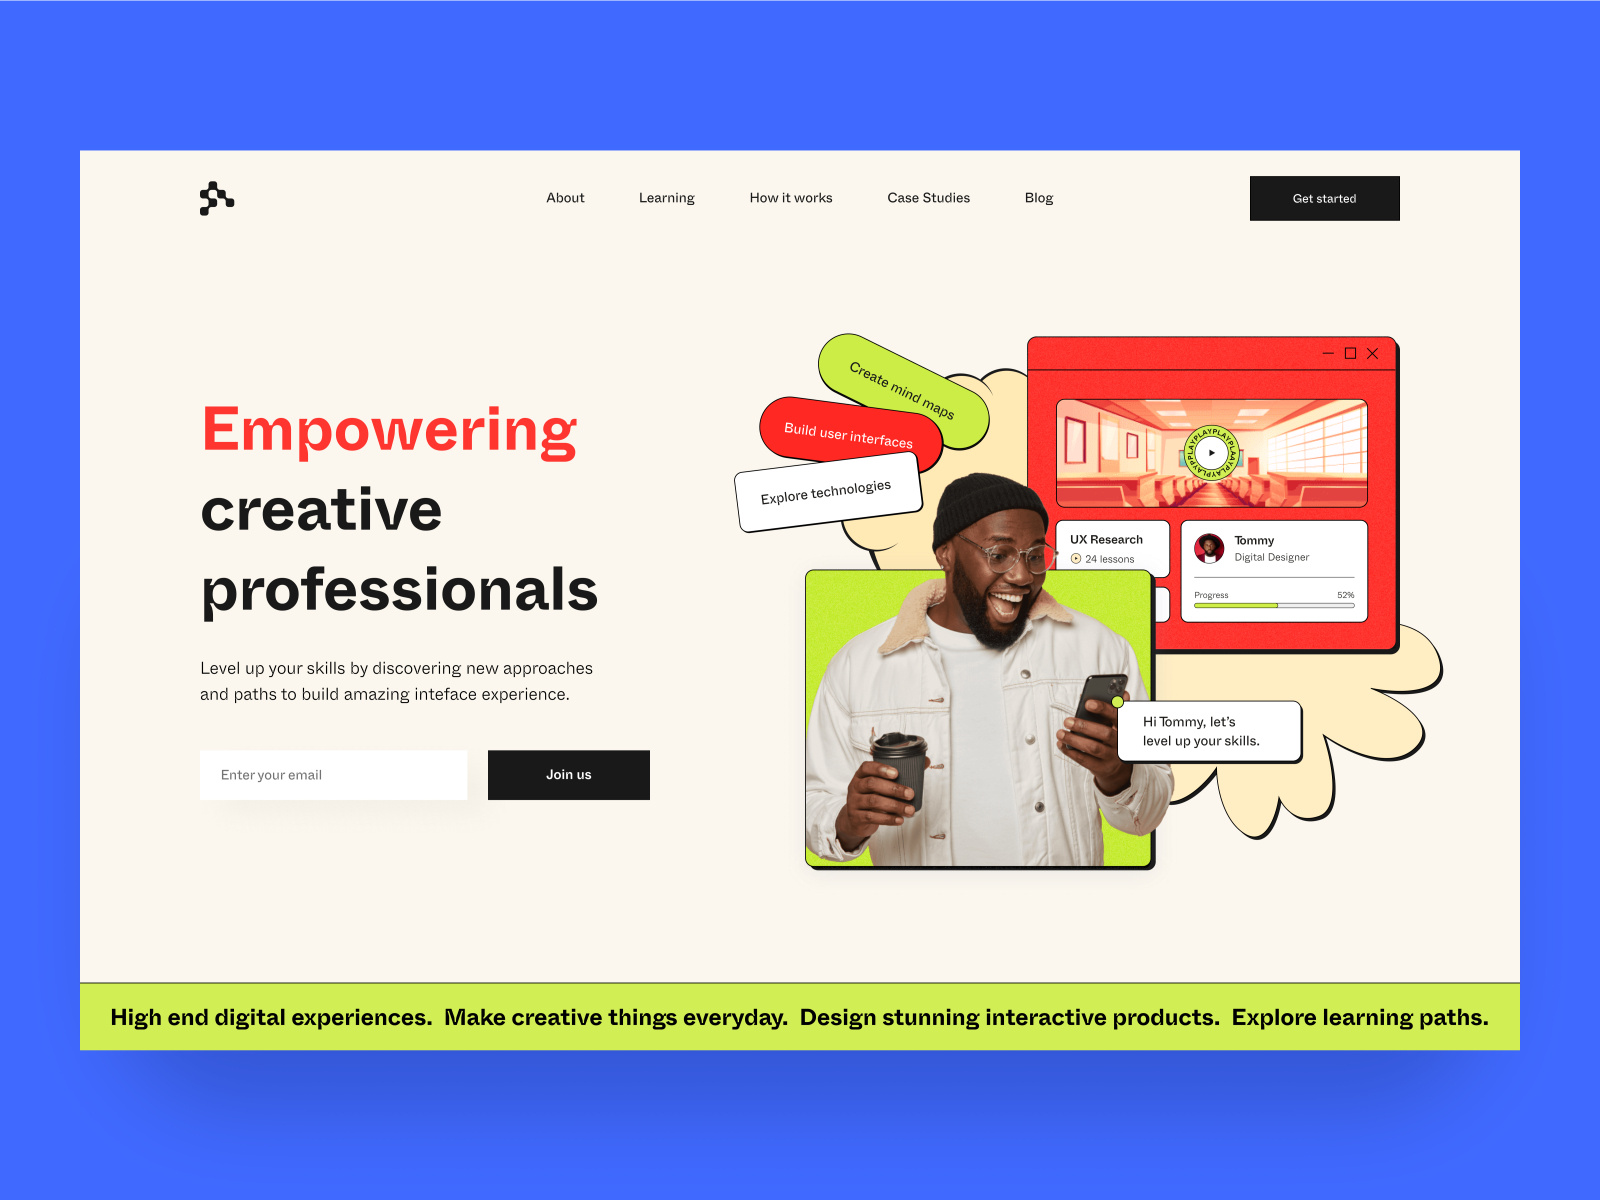 About
Learning
How it works
Case Studies
Blog
Get started
Empowering
creative
professionals
Level up your skills by discovering new approaches
and paths to build amazing inteface experience.
Enter your email
Join us
Create mind maps
Build user interfaces
Explore technologies
PLAYPLAYPLAYPLAYPLAYPLAY
UX Research
24 lessons
Tommy
Digital Designer
Progress
52%
Hi Tommy, let's
level up your skills.
High end digital experiences. Make creative things everyday. Design stunning interactive products. Explore learning paths.